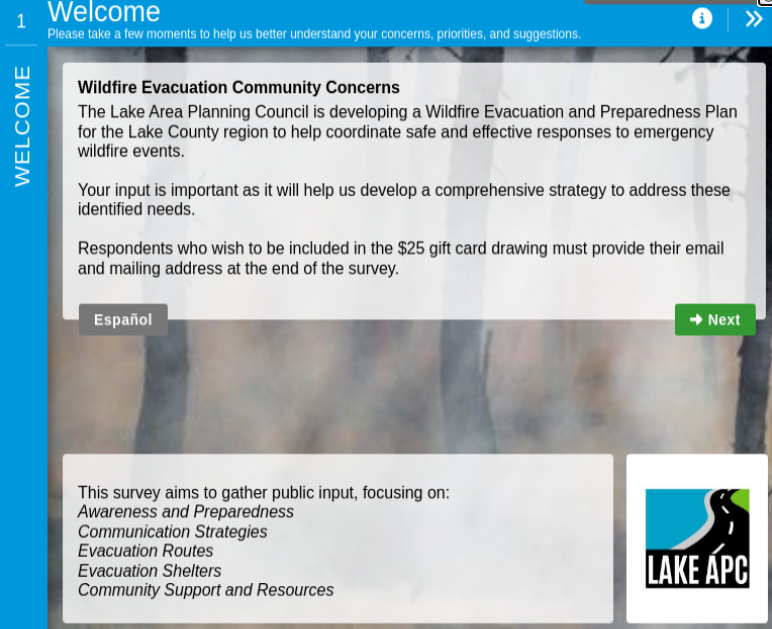 1
Welcome
Please take a few moments to help us better understand your concerns, priorities, and suggestions.
WELCOME
Wildfire Evacuation Community Concerns
The Lake Area Planning Council is developing a Wildfire Evacuation and Preparedness Plan
for the Lake County region to help coordinate safe and effective responses to emergency
wildfire events.
Your input is important as it will help us develop a comprehensive strategy to address these
identified needs.
Respondents who wish to be included in the $25 gift card drawing must provide their email
and mailing address at the end of the survey.
Español
Next
This survey aims to gather public input, focusing on:
Awareness and Preparedness
Communication Strategies
Evacuation Routes
Evacuation Shelters
Community Support and Resources
LAKE APC